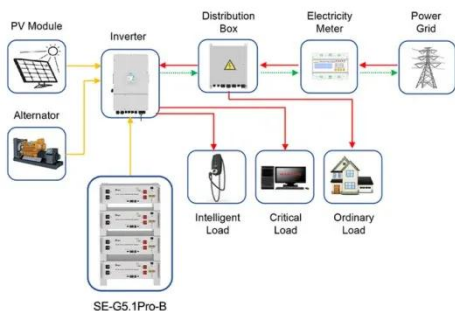 PV Module
Inverter
Distribution
Box
Electricity
Meter
Power
Grid
Alternator
Intelligent
Load
Critical
Load
Ordinary
Load
SE-G5.1Pro-B